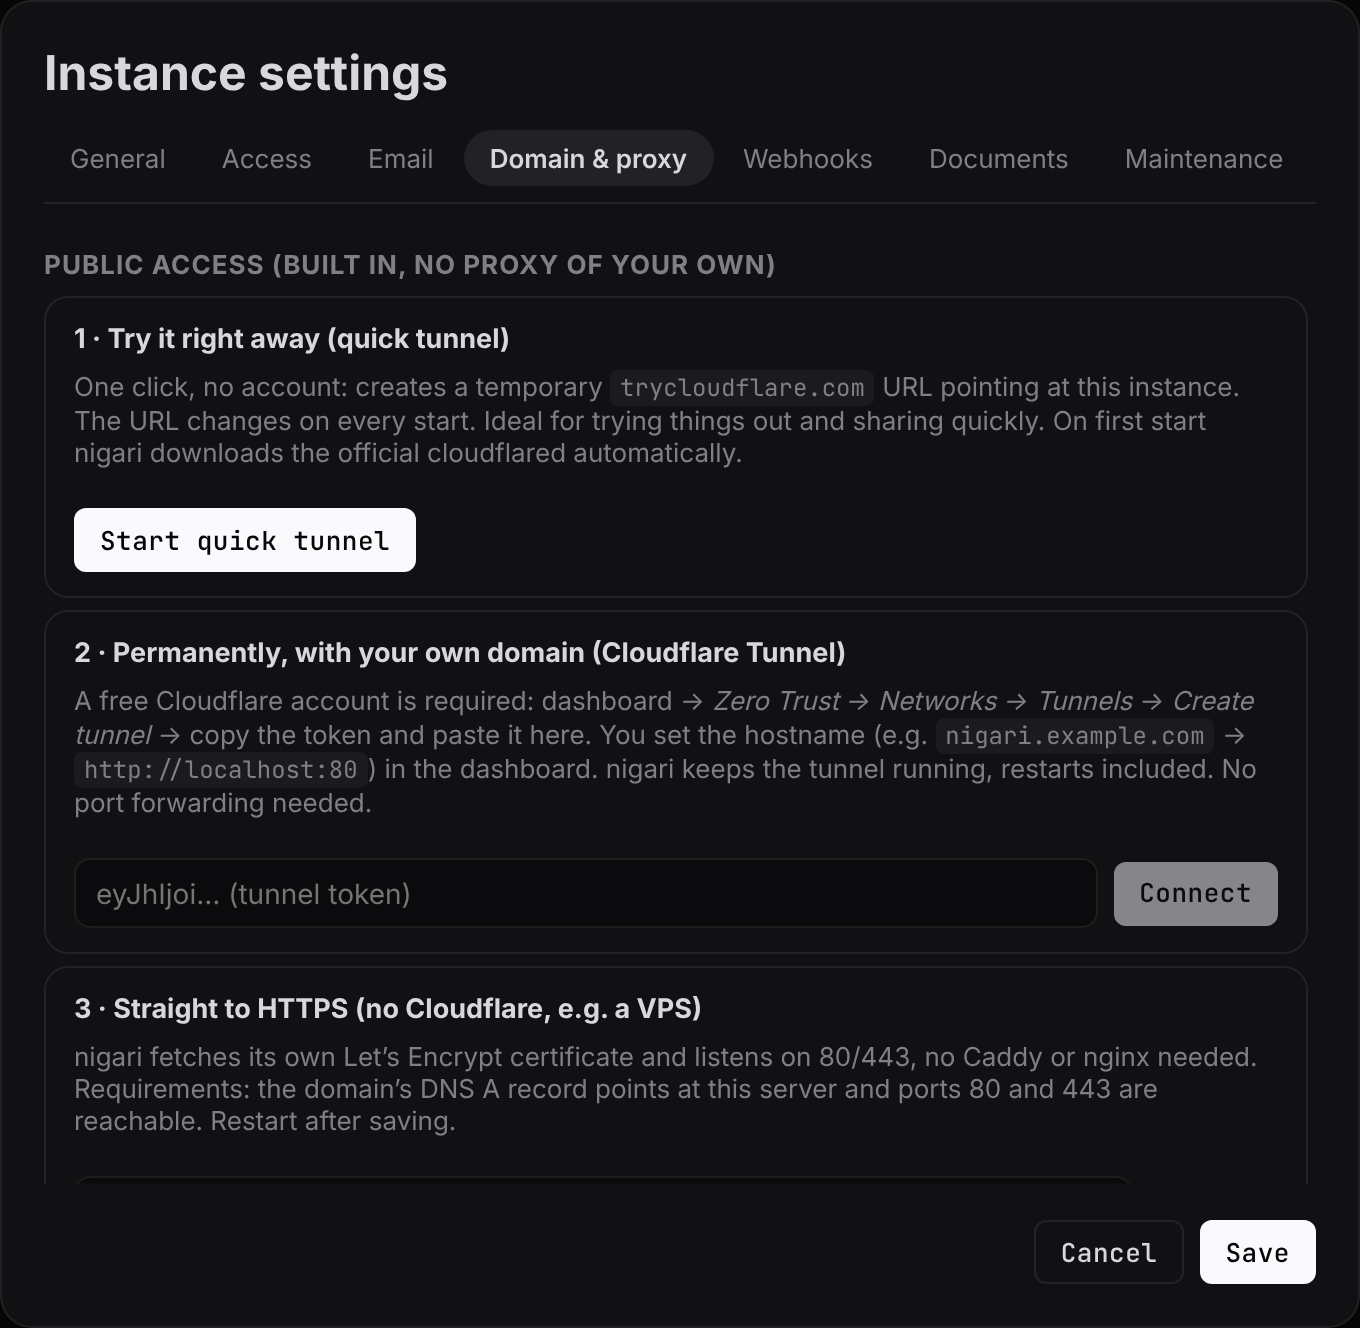 Instance settings
General Access Email Domain & proxy Webhooks Documents Maintenance
PUBLIC ACCESS (BUILT IN, NO PROXY OF YOUR OWN)
1 · Try it right away (quick tunnel)
One click, no account: creates a temporary trycloudflare.com URL pointing at this instance.
The URL changes on every start. Ideal for trying things out and sharing quickly. On first start
nigari downloads the official cloudflared automatically.
Start quick tunnel
2 · Permanently, with your own domain (Cloudflare Tunnel)
A free Cloudflare account is required: dashboard → Zero Trust → Networks → Tunnels → Create
tunnel → copy the token and paste it here. You set the hostname (e.g. nigari.example.com →
http://localhost:80 ) in the dashboard. nigari keeps the tunnel running, restarts included. No
port forwarding needed.
eyJhIjoi... (tunnel token)
Connect
3 · Straight to HTTPS (no Cloudflare, e.g. a VPS)
nigari fetches its own Let’s Encrypt certificate and listens on 80/443, no Caddy or nginx needed.
Requirements: the domain’s DNS A record points at this server and ports 80 and 443 are
reachable. Restart after saving.
Cancel Save